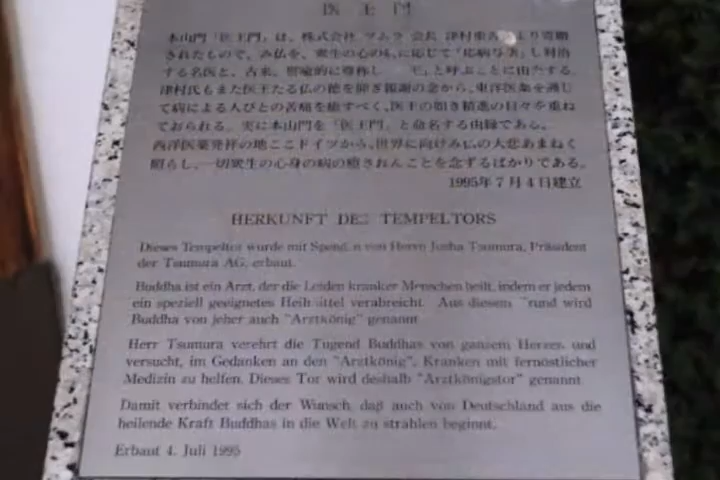 医王門
本山門「医王門」は、株式会社 ツムラ 会長 津村重舎 より寄贈
されたもので、み仏を、衆生の心の に応じて「応病与薬」し対治
する名医と、古来、譬喩的に尊称し 王」と呼ぶことに由来する。
津村氏もまた医王たる仏の徳を仰ぎ報謝の念から、東洋医薬を通じ
て病による人びとの苦痛を癒すべく、医王の如き精進の日々を重ね
ておられる。実に本山門を「医王門」と命名する由縁である。
西洋医薬発祥の地ここドイツから、世界に向けみ仏の大悲あまねく
照らし、一切衆生の心身の病の癒されんことを念ずるばかりである。
1995年7月4日建立
HERKUNFT DES TEMPELTORS
Dieses Tempeltor wurde mit Spenden von Herrn Jusha Tsumura, Präsident
der Tsumura AG, erbaut.
Buddha ist ein Arzt, der die Leiden kranker Menschen heilt, indem er jedem
ein speziell geeignetes Heilmittel verabreicht. Aus diesem Grund wird
Buddha von jeher auch "Arztkönig" genannt.
Herr Tsumura verehrt die Tugend Buddhas von ganzem Herzen und
versucht, im Gedanken an den "Arztkönig", Kranken mit fernöstlicher
Medizin zu helfen. Dieses Tor wird deshalb "Arztkönigstor" genannt.
Damit verbindet sich der Wunsch, daß auch von Deutschland aus die
heilende Kraft Buddhas in die Welt zu strahlen beginnt.
Erbaut 4. Juli 1995